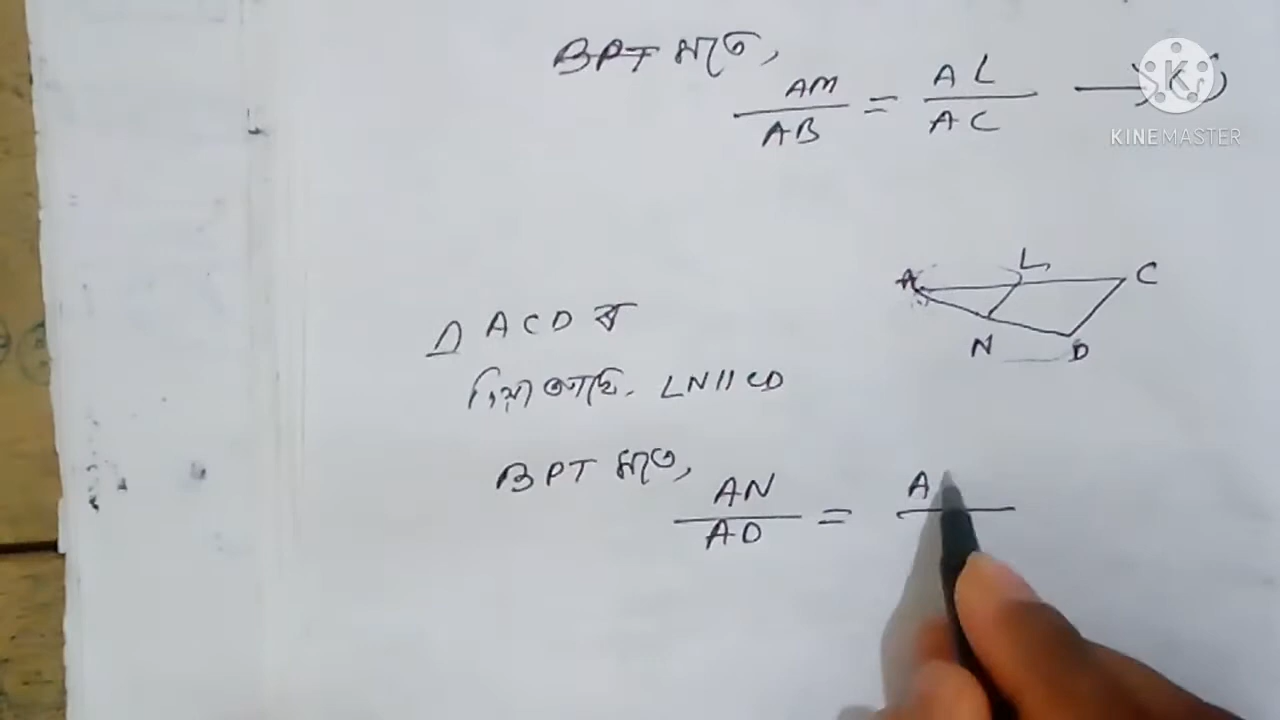 BPT মতে,
AM/AB = AL/AC
KINEMASTER
A L C
N D
△ ACD ৰ
দিয়া আছে. LN || CD
BPT মতে,
AN/AD = A